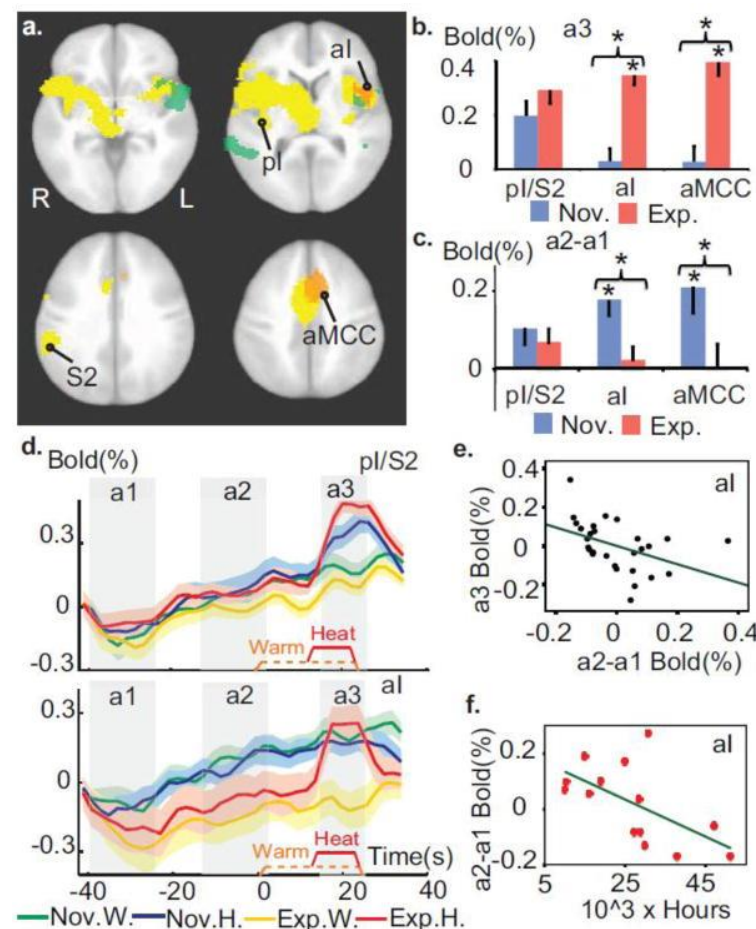 a.
aI
pI
R
L
S2
aMCC
b.
Bold(%)
a3
*
*
*
*
0.4
0.2
0
pI/S2
aI
aMCC
Nov.
Exp.
c.
Bold(%)
a2-a1
*
*
*
*
0.2
0
pI/S2
aI
aMCC
Nov.
Exp.
d.
Bold(%)
pI/S2
a1
a2
a3
0.3
0
-0.3
Heat
Warm
aI
a1
a2
a3
0.3
0
-0.3
Warm
Heat
Time(s)
-40
-20
0
20
40
Nov.W.
Nov.H.
Exp.W.
Exp.H.
e.
aI
a3 Bold(%)
0.4
0.2
0
-0.2
-0.2
0
0.2
0.4
a2-a1 Bold(%)
f.
aI
a2-a1 Bold(%)
0.2
0
-0.2
5
25
45
10^3 x Hours